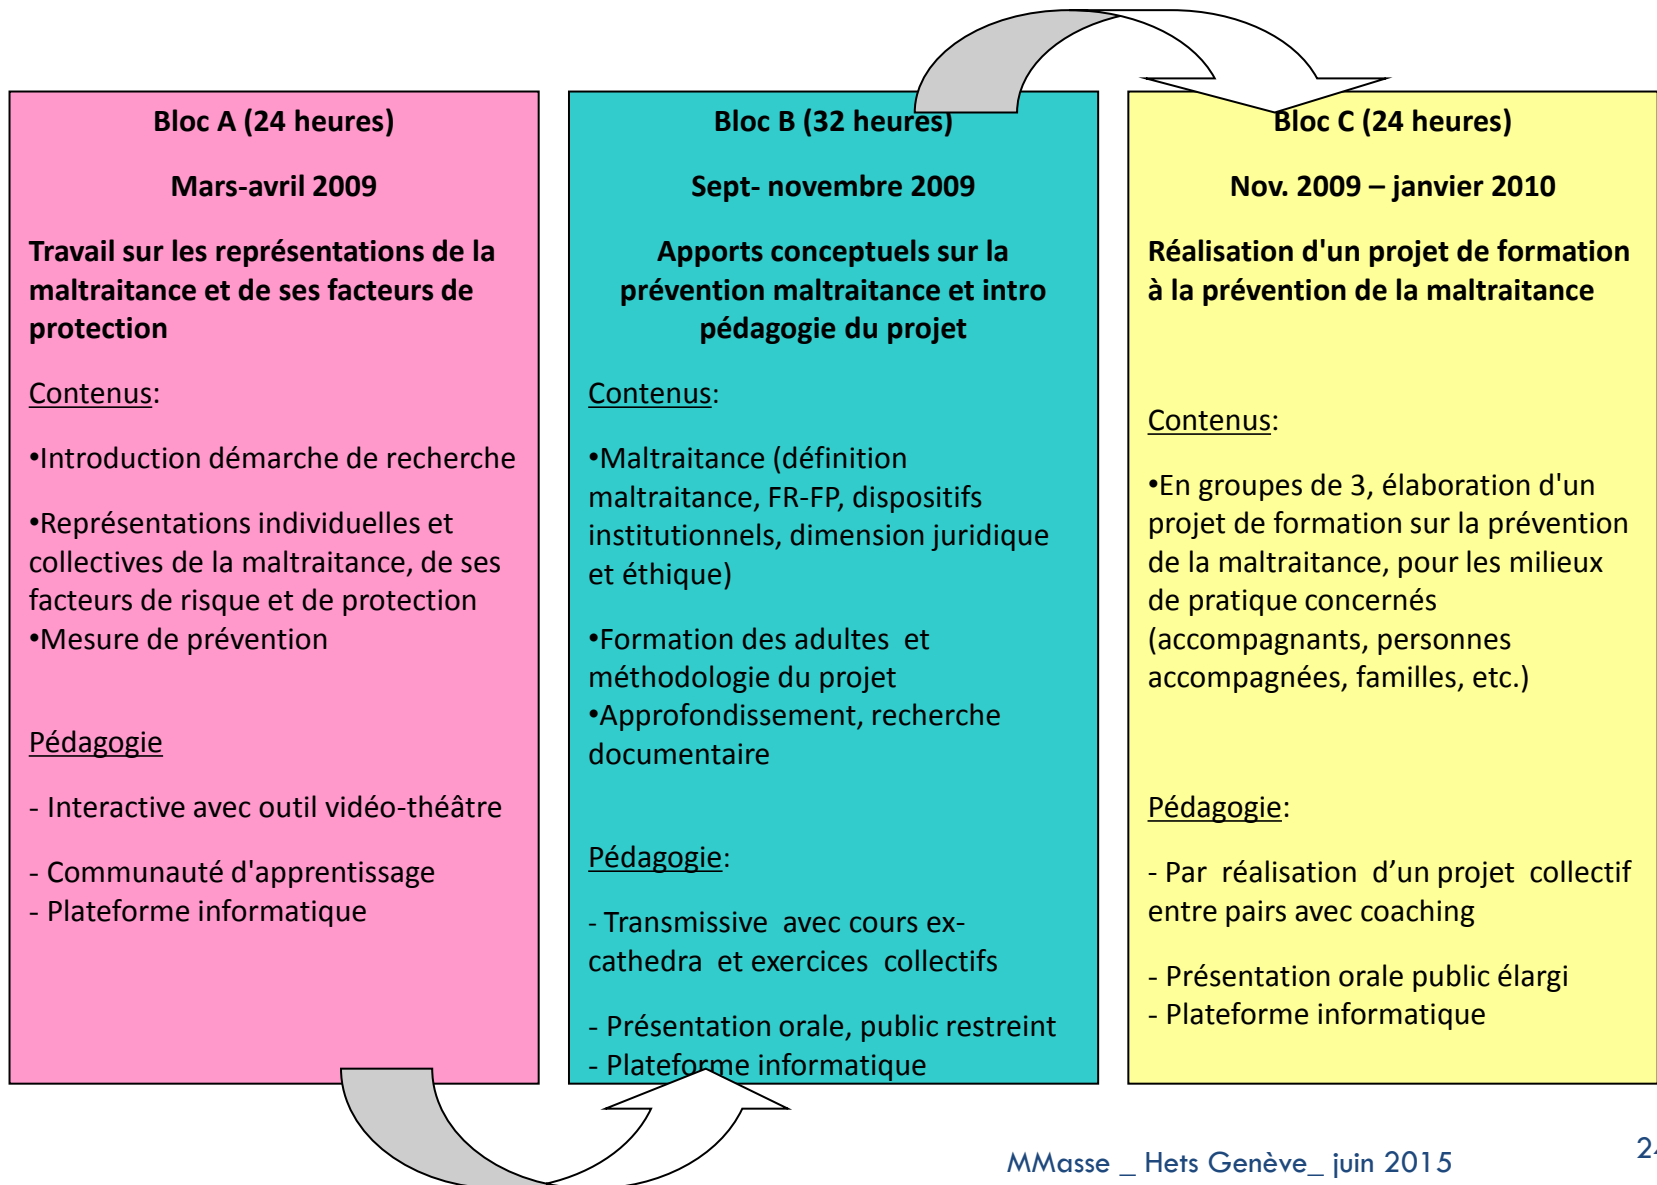 Bloc A (24 heures)
Mars-avril 2009
Travail sur les représentations de la
maltraitance et de ses facteurs de
protection
Contenus:
•Introduction démarche de recherche
•Représentations individuelles et
collectives de la maltraitance, de ses
facteurs de risque et de protection
•Mesure de prévention
Pédagogie
- Interactive avec outil vidéo-théâtre
- Communauté d'apprentissage
- Plateforme informatique
Bloc B (32 heures)
Sept- novembre 2009
Apports conceptuels sur la
prévention maltraitance et intro
pédagogie du projet
Contenus:
•Maltraitance (définition
maltraitance, FR-FP, dispositifs
institutionnels, dimension juridique
et éthique)
•Formation des adultes et
méthodologie du projet
•Approfondissement, recherche
documentaire
Pédagogie:
- Transmissive avec cours ex-
cathedra et exercices collectifs
- Présentation orale, public restreint
- Plateforme informatique
Bloc C (24 heures)
Nov. 2009 – janvier 2010
Réalisation d'un projet de formation
à la prévention de la maltraitance
Contenus:
•En groupes de 3, élaboration d'un
projet de formation sur la prévention
de la maltraitance, pour les milieux
de pratique concernés
(accompagnants, personnes
accompagnées, familles, etc.)
Pédagogie:
- Par réalisation d’un projet collectif
entre pairs avec coaching
- Présentation orale public élargi
- Plateforme informatique
MMasse _ Hets Genève_ juin 2015
24